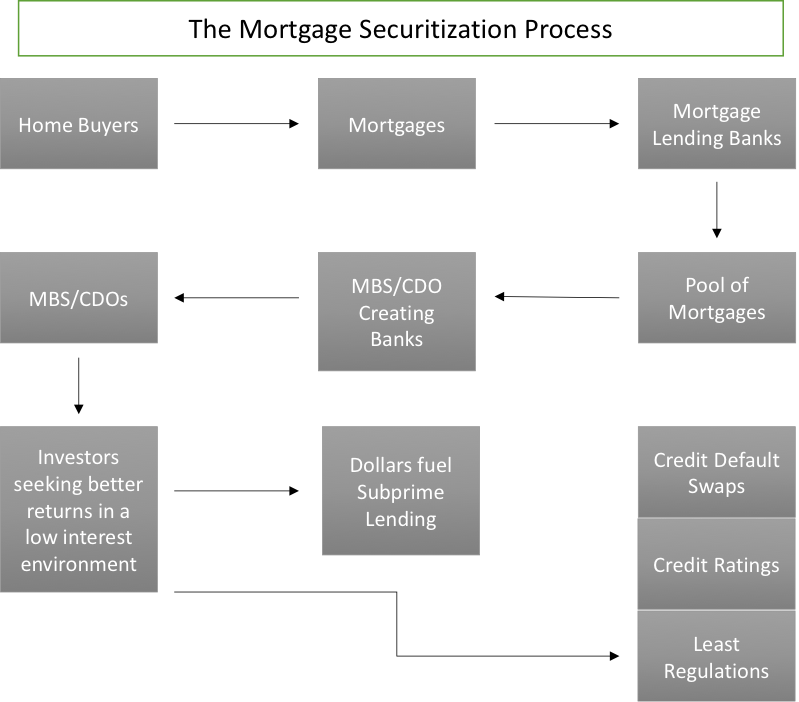 The Mortgage Securitization Process
Home Buyers
Mortgages
Mortgage
Lending Banks
MBS/CDOs
MBS/CDO
Creating
Banks
Pool of
Mortgages
Investors
seeking better
returns in a
low interest
environment
Dollars fuel
Subprime
Lending
Credit Default
Swaps
Credit Ratings
Least
Regulations